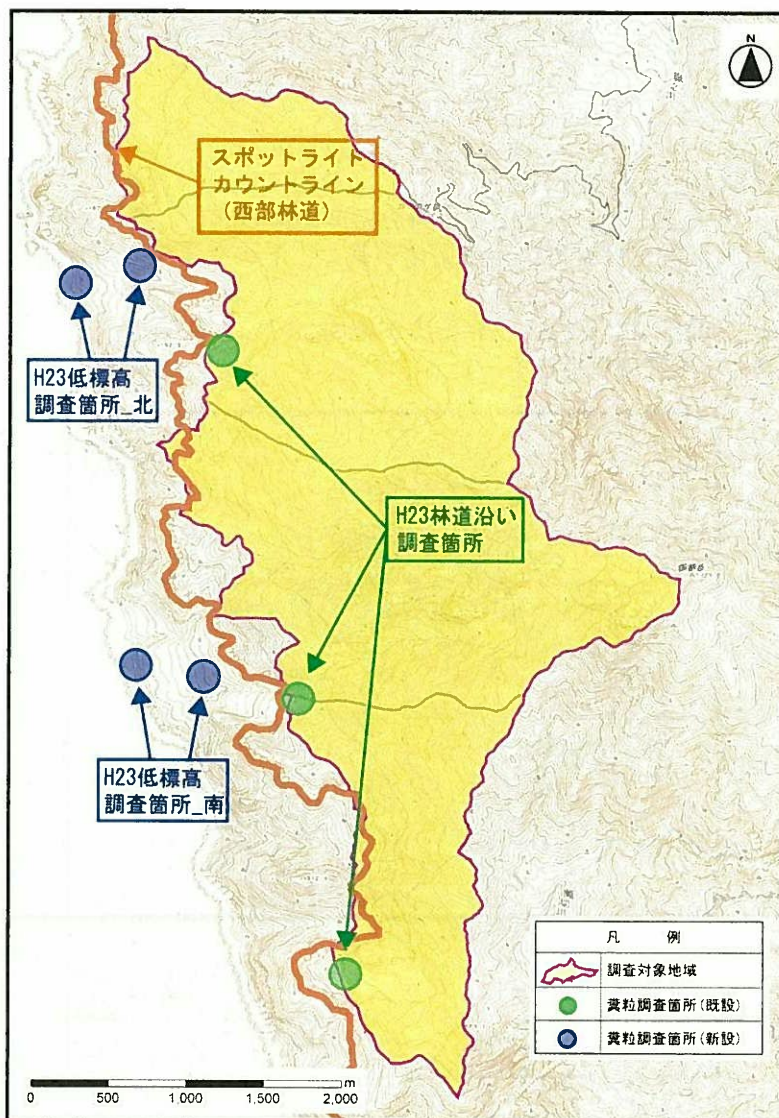 N
スポットライト
カウントライン
(西部林道)
H23低標高
調査箇所_北
H23林道沿い
調査箇所
H23低標高
調査箇所_南
凡 例
調査対象地域
糞粒調査箇所(既設)
糞粒調査箇所(新設)
0 500 1,000 1,500 2,000 m